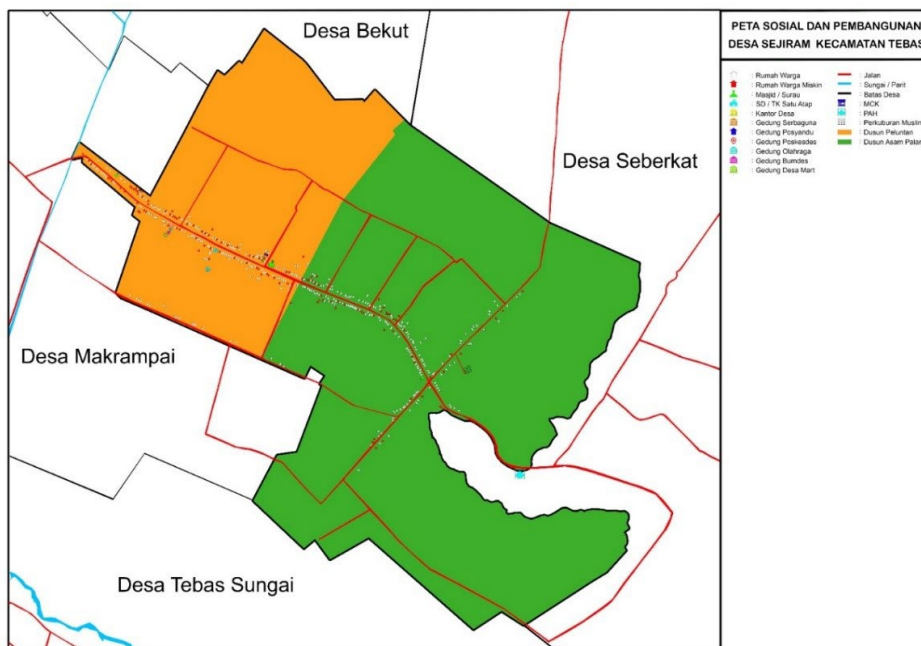 Desa Bekut
Desa Seberkat
Desa Makrampai
Desa Tebas Sungai
PETA SOSIAL DAN PEMBANGUNAN
DESA SEJIRAM KECAMATAN TEBAS
: Rumah Warga
: Rumah Warga Miskin
: Masjid / Surau
: SD / TK Satu Atap
: Kantor Desa
: Gedung Serbaguna
: Gedung Posyandu
: Gedung Poskesdes
: Gedung Olahraga
: Gedung Bumdes
: Gedung Desa Mart
: Jalan
: Sungai / Parit
: Batas Desa
: MCK
: PAH
: Perkuburan Muslim
: Dusun Peluntan
: Dusun Asam